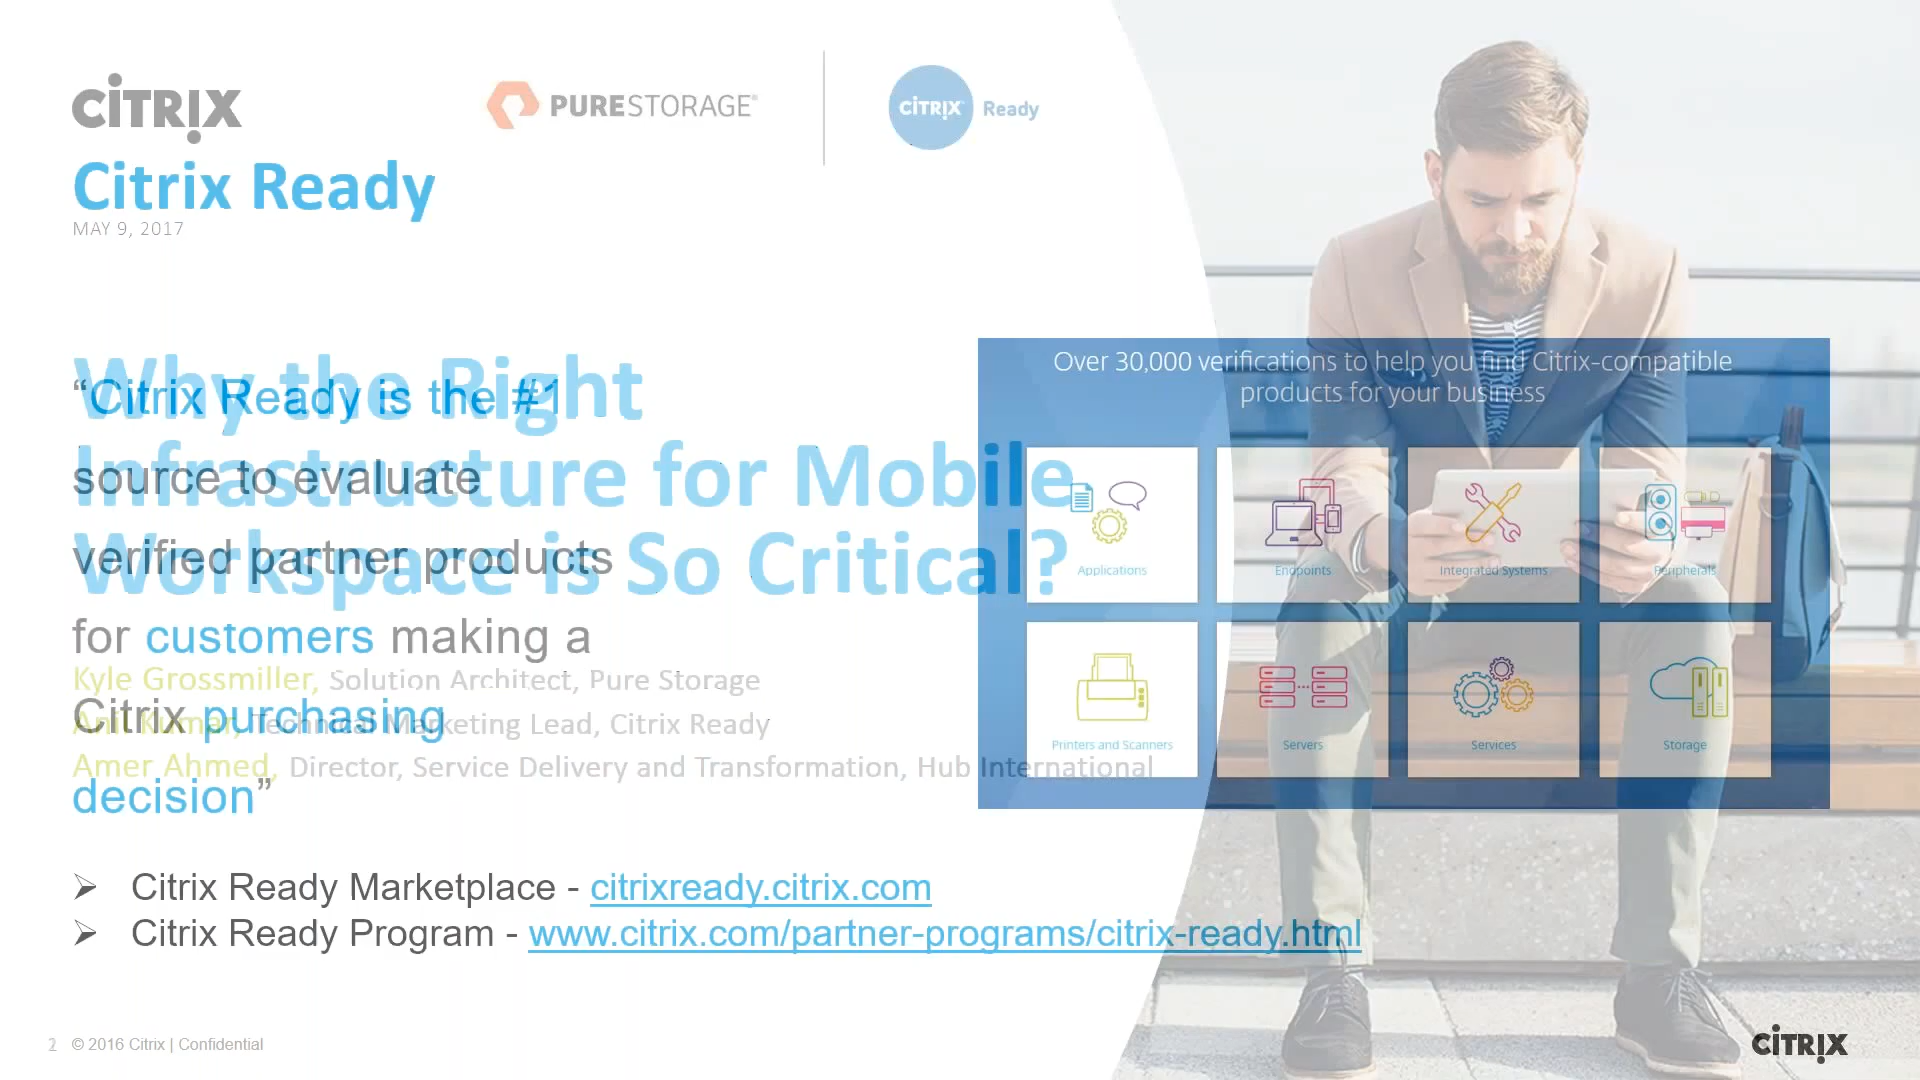 CITRIX
PURESTORAGE®
CITRIX Ready
Citrix Ready
MAY 9, 2017
Why the Right
Infrastructure for Mobile
Workspace is So Critical?
Kyle Grossmiller, Solution Architect, Pure Storage
Anil Kumar, Technical Marketing Lead, Citrix Ready
Amer Ahmed, Director, Service Delivery and Transformation, Hub International
“Citrix Ready is the #1
source to evaluate
verified partner products
for customers making a
Citrix purchasing
decision”
Over 30,000 verifications to help you find Citrix-compatible
products for your business
Applications
Endpoints
Integrated Systems
Peripherals
Printers and Scanners
Servers
Services
Storage
➢ Citrix Ready Marketplace - citrixready.citrix.com
➢ Citrix Ready Program - www.citrix.com/partner-programs/citrix-ready.html
2 © 2016 Citrix | Confidential
CITRIX